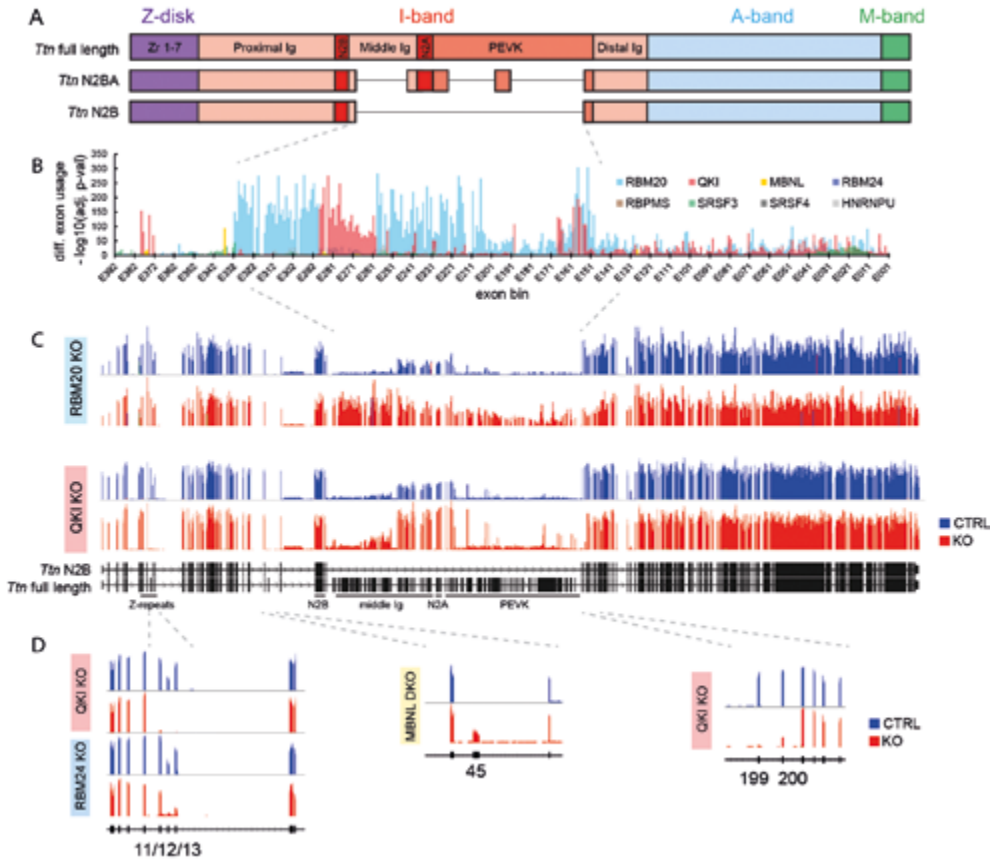 A
Z-disk I-band A-band M-band
Ttn full length Zr 1-7 Proximal Ig N2B Middle Ig N2A PEVK Distal Ig
Ttn N2BA
Ttn N2B
B
diff. exon usage
- log10(adj. p-val)
350
300
250
200
150
100
50
0
RBM20 QKI MBNL RBM24
RBPMS SRSF3 SRSF4 HNRNPU
exon bin
C
RBM20 KO
QKI KO
CTRL
KO
Ttn N2B
Ttn full length
Z-repeats N2B middle Ig N2A PEVK
D
QKI KO
RBM24 KO
11/12/13
MBNL DKO
45
QKI KO
199 200
CTRL
KO